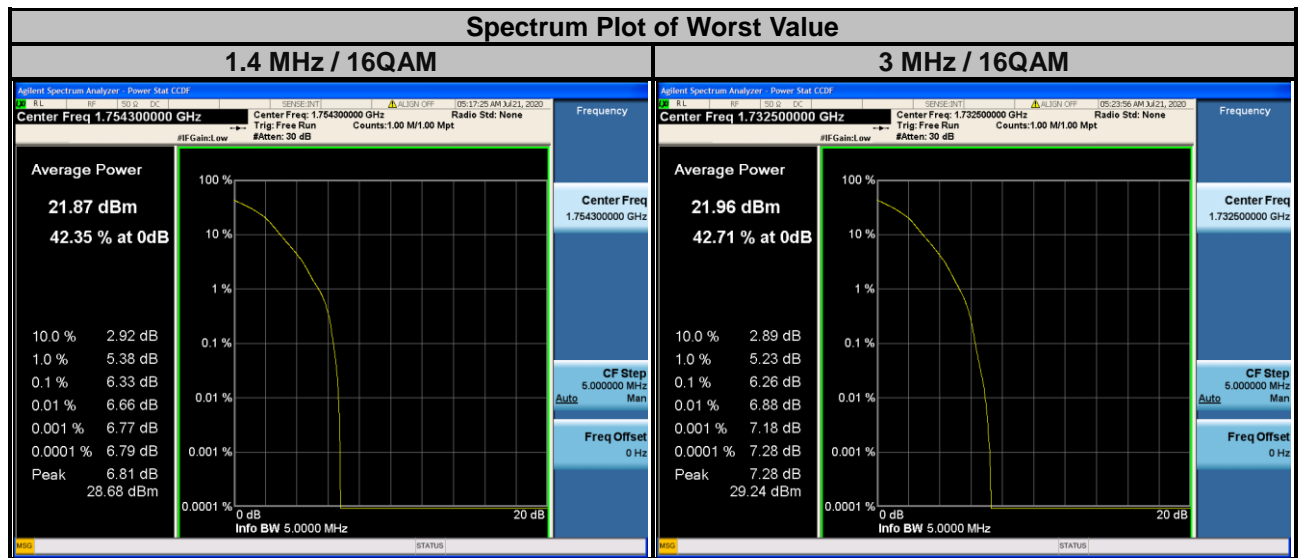 Spectrum Plot of Worst Value
1.4 MHz / 16QAM
Agilent Spectrum Analyzer - Power Stat CCDF
RL RF 50 Ω DC SENSE:INT ALIGN OFF 05:17:25 AM Jul 21, 2020
Center Freq 1.754300000 GHz
Center Freq: 1.754300000 GHz Radio Std: None
Trig: Free Run Counts:1.00 M/1.00 Mpt
#IFGain:Low #Atten: 30 dB
Frequency
Average Power
21.87 dBm
42.35 % at 0dB
10.0 % 2.92 dB
1.0 % 5.38 dB
0.1 % 6.33 dB
0.01 % 6.66 dB
0.001 % 6.77 dB
0.0001 % 6.79 dB
Peak 6.81 dB
28.68 dBm
100 %
10 %
1 %
0.1 %
0.01 %
0.001 %
0.0001 %
0 dB 20 dB
Info BW 5.0000 MHz
Center Freq
1.754300000 GHz
CF Step
5.000000 MHz
Auto Man
Freq Offset
0 Hz
MSG STATUS
3 MHz / 16QAM
Agilent Spectrum Analyzer - Power Stat CCDF
RL RF 50 Ω DC SENSE:INT ALIGN OFF 05:23:56 AM Jul 21, 2020
Center Freq 1.732500000 GHz
Center Freq: 1.732500000 GHz Radio Std: None
Trig: Free Run Counts:1.00 M/1.00 Mpt
#IFGain:Low #Atten: 30 dB
Frequency
Average Power
21.96 dBm
42.71 % at 0dB
10.0 % 2.89 dB
1.0 % 5.23 dB
0.1 % 6.26 dB
0.01 % 6.88 dB
0.001 % 7.18 dB
0.0001 % 7.28 dB
Peak 7.28 dB
29.24 dBm
100 %
10 %
1 %
0.1 %
0.01 %
0.001 %
0.0001 %
0 dB 20 dB
Info BW 5.0000 MHz
Center Freq
1.732500000 GHz
CF Step
5.000000 MHz
Auto Man
Freq Offset
0 Hz
MSG STATUS